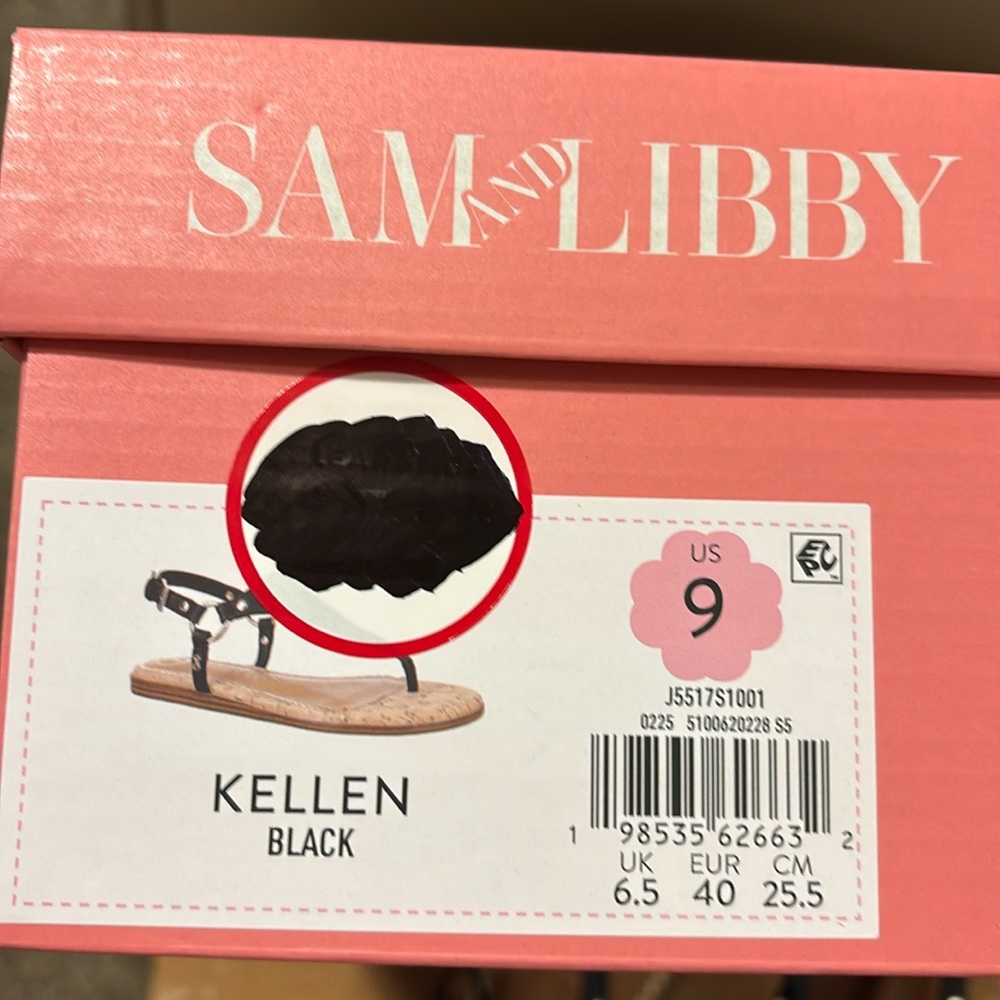 SAM AND LIBBY
US
9
J5517S1001
0225 5100620228 S5
1 98535 62663 2
UK EUR CM
6.5 40 25.5
KELLEN
BLACK